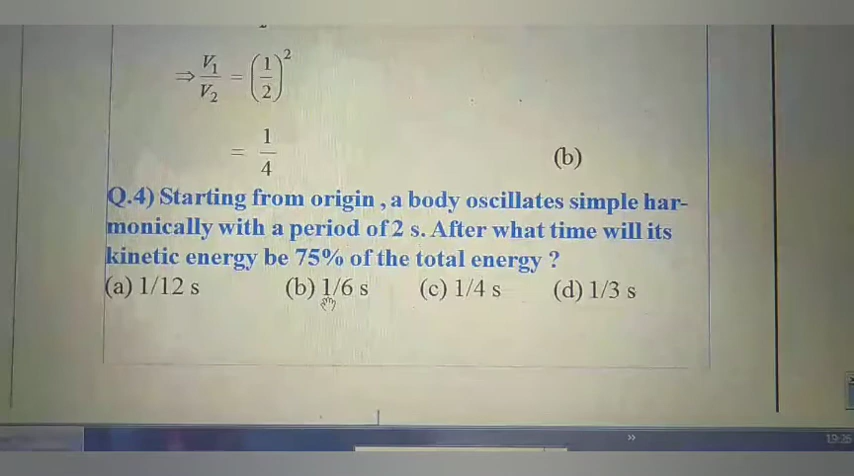 ⇒ V₁/V₂ = (1/2)²
= 1/4 (b)
Q.4) Starting from origin , a body oscillates simple har-
monically with a period of 2 s. After what time will its
kinetic energy be 75% of the total energy ?
(a) 1/12 s (b) 1/6 s (c) 1/4 s (d) 1/3 s
»